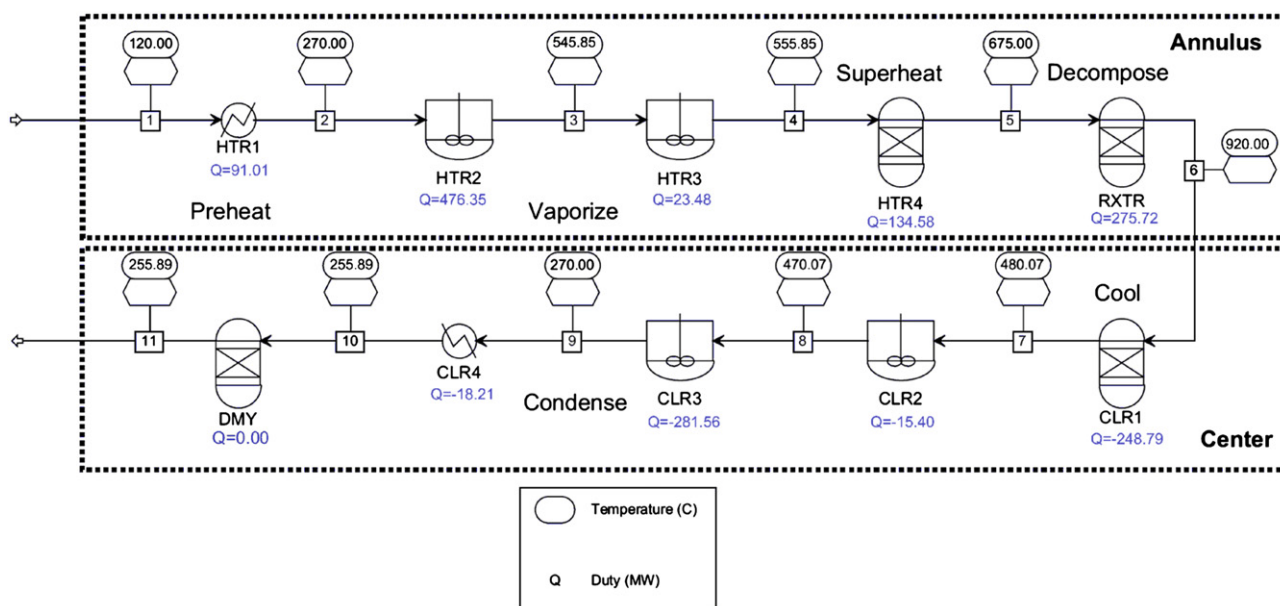 120.00 270.00 545.85 555.85 675.00 Annulus
Superheat Decompose
1 2 3 4 5
HTR1 920.00
Q=91.01 HTR2 HTR3 6
Q=476.35 Q=23.48 HTR4 RXTR
Preheat Vaporize Q=134.58 Q=275.72
255.89 255.89 270.00 470.07 480.07
Cool
11 10 9 8 7
CLR4
Q=-18.21 Condense CLR3 CLR2 CLR1
DMY Q=-281.56 Q=-15.40 Q=-248.79
Q=0.00 Center
Temperature (C)
Q Duty (MW)